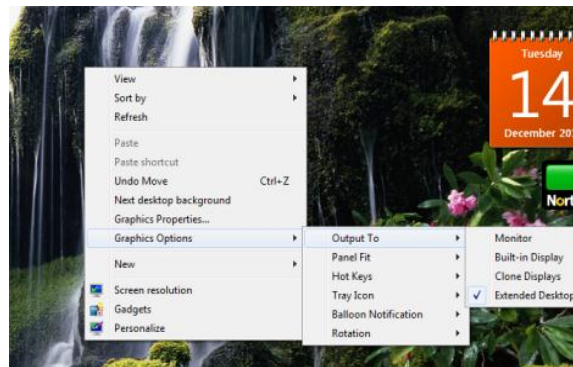 Tuesday
14
December 20
Nort
View
Sort by
Refresh
Paste
Paste shortcut
Undo Move Ctrl+Z
Next desktop background
Graphics Properties...
Graphics Options
New
Screen resolution
Gadgets
Personalize
Output To
Panel Fit
Hot Keys
Tray Icon
Balloon Notification
Rotation
Monitor
Built-in Display
Clone Displays
Extended Desktop